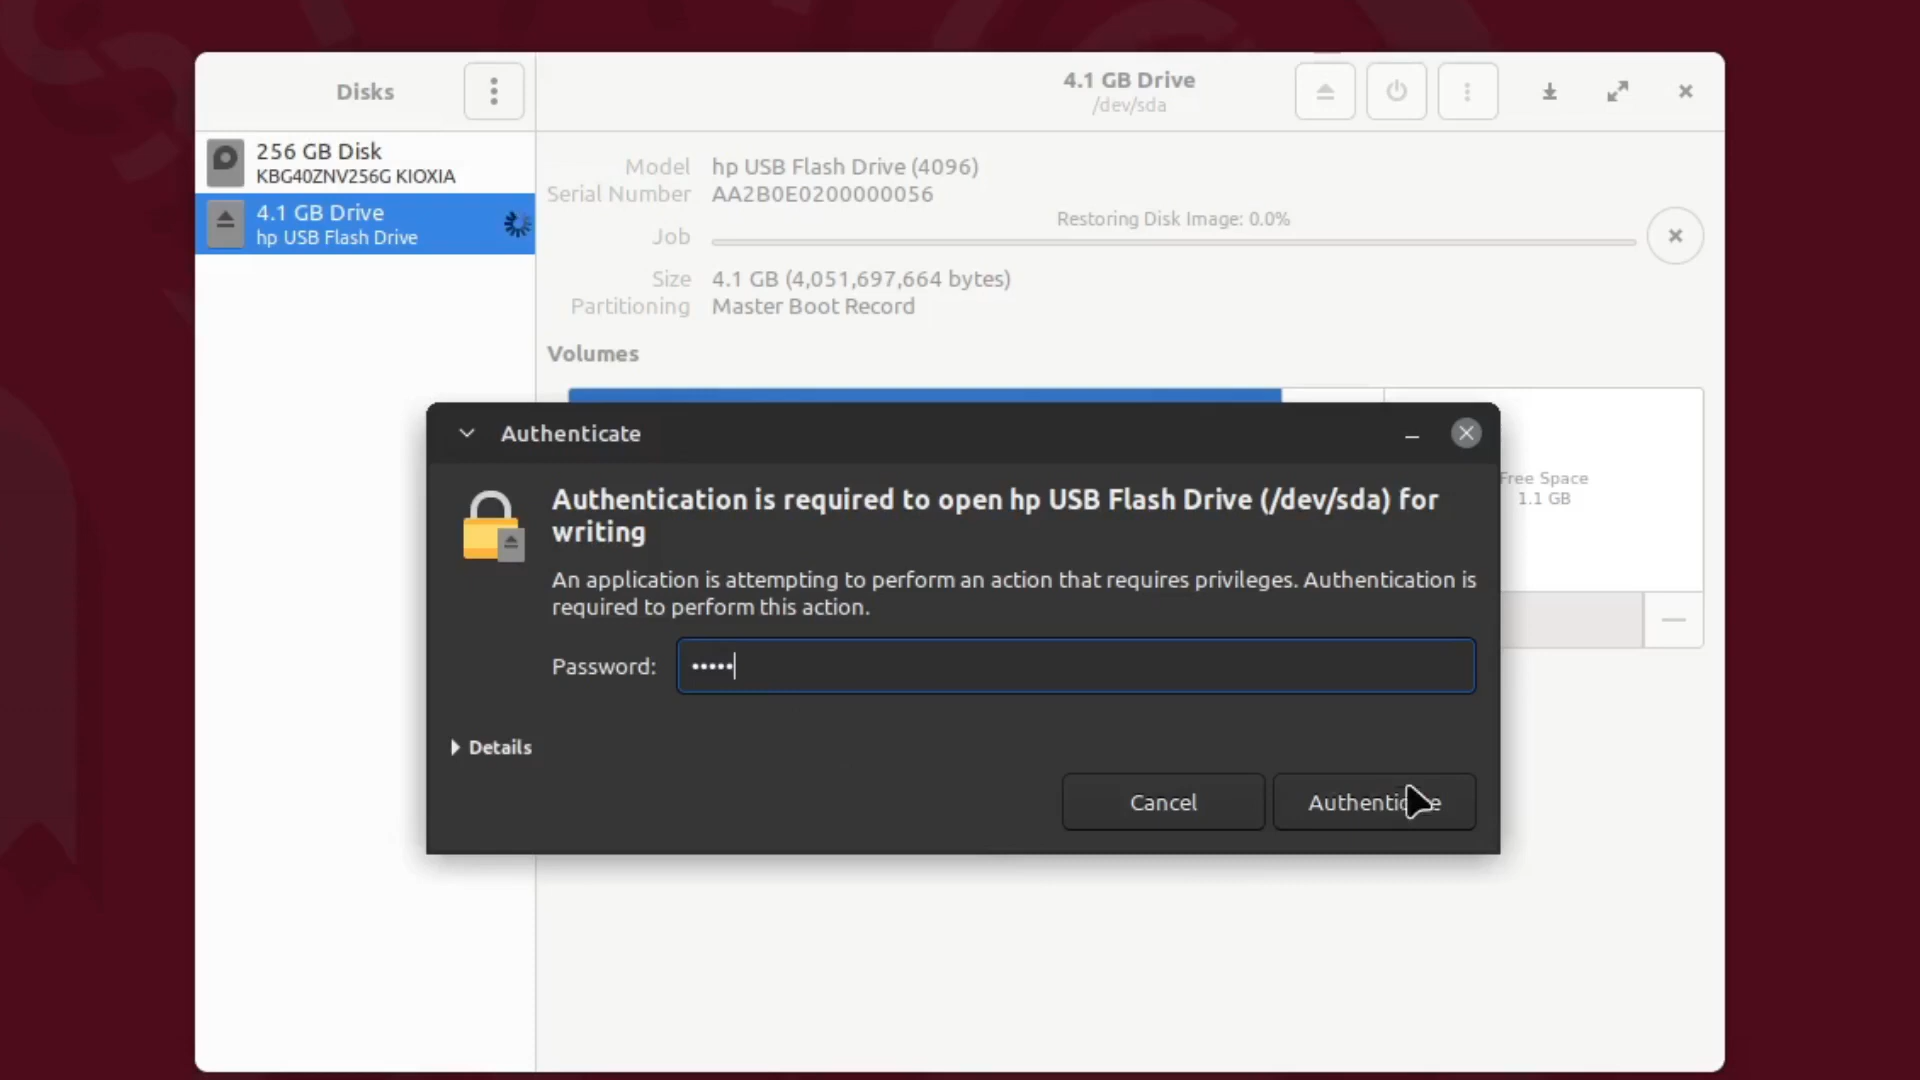 Disks
4.1 GB Drive
/dev/sda
256 GB Disk
KBG40ZNV256G KIOXIA
4.1 GB Drive
hp USB Flash Drive
Model hp USB Flash Drive (4096)
Serial Number AA2B0E0200000056
Restoring Disk Image: 0.0%
Job
Size 4.1 GB (4,051,697,664 bytes)
Partitioning Master Boot Record
Volumes
Free Space
1.1 GB
Authenticate
Authentication is required to open hp USB Flash Drive (/dev/sda) for
writing
An application is attempting to perform an action that requires privileges. Authentication is
required to perform this action.
Password: •••••
Details
Cancel Authenticate